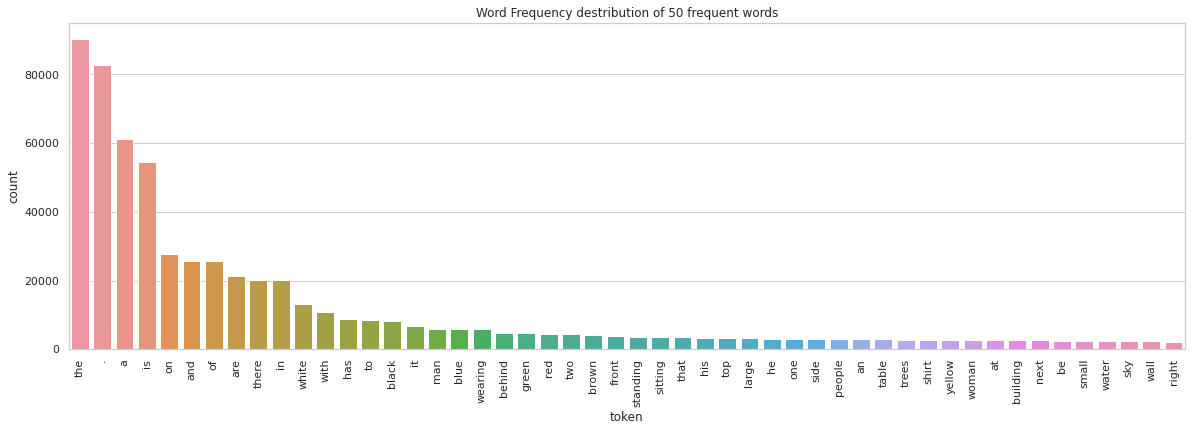 Word Frequency destribution of 50 frequent words
80000
60000
40000
20000
0
count
the . a is on and of are there in white with has to black it man blue wearing behind green red two brown front standing sitting that his top large he one side people an table trees shirt yellow woman at building next be small water sky wall right
token